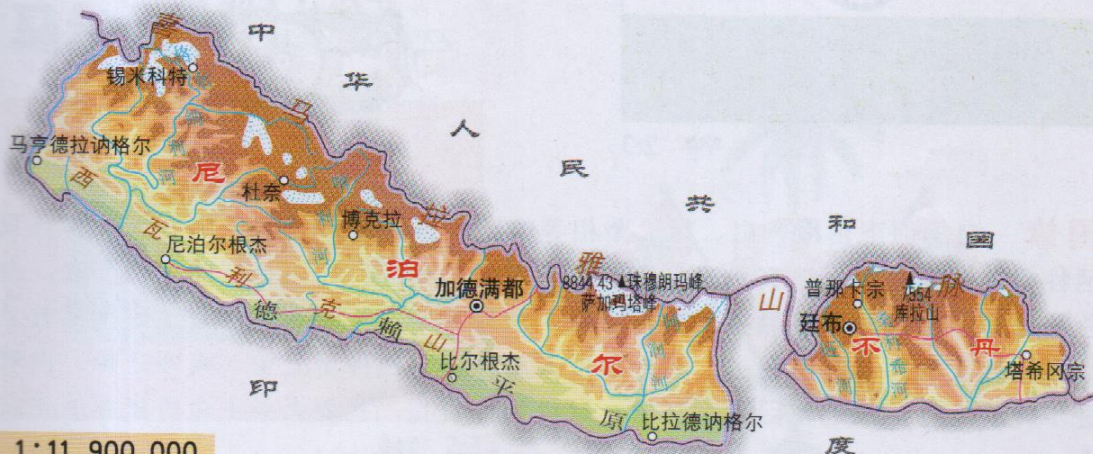 中华人民共和国
喜马拉雅山脉
锡米科特
马亨德拉讷格尔
尼泊尔
杜奈
西瓦利克山
博克拉
尼泊尔根杰
加德满都
8844.43 珠穆朗玛峰
萨加玛塔峰
德赖平原
比尔根杰
比拉德讷格尔
普那卡宗
7554
库拉山
廷布
不丹
塔希冈宗
印度
1:11 900 000